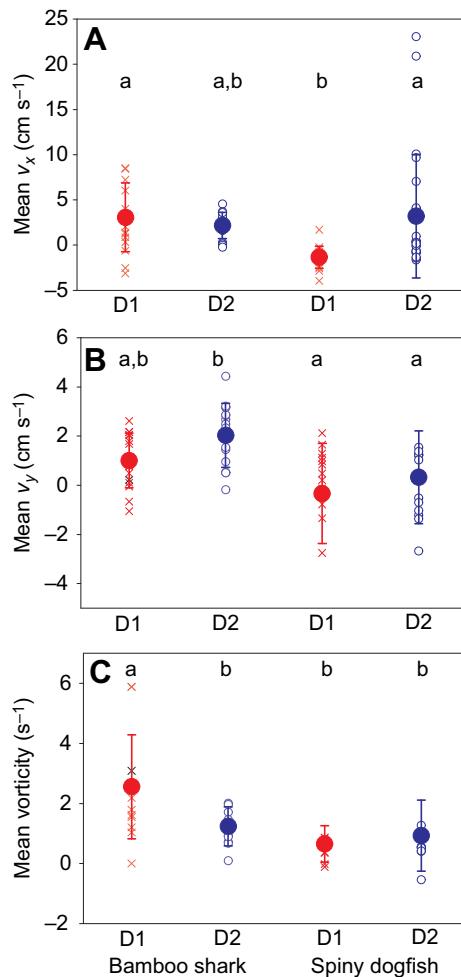 A
25
20
15
10
5
0
–5
Mean vx (cm s–1)
a a,b b a
D1 D2 D1 D2
B
6
4
2
0
–2
–4
Mean vy (cm s–1)
a,b b a a
D1 D2 D1 D2
C
6
4
2
0
–2
Mean vorticity (s–1)
a b b b
D1 D2 D1 D2
Bamboo shark Spiny dogfish